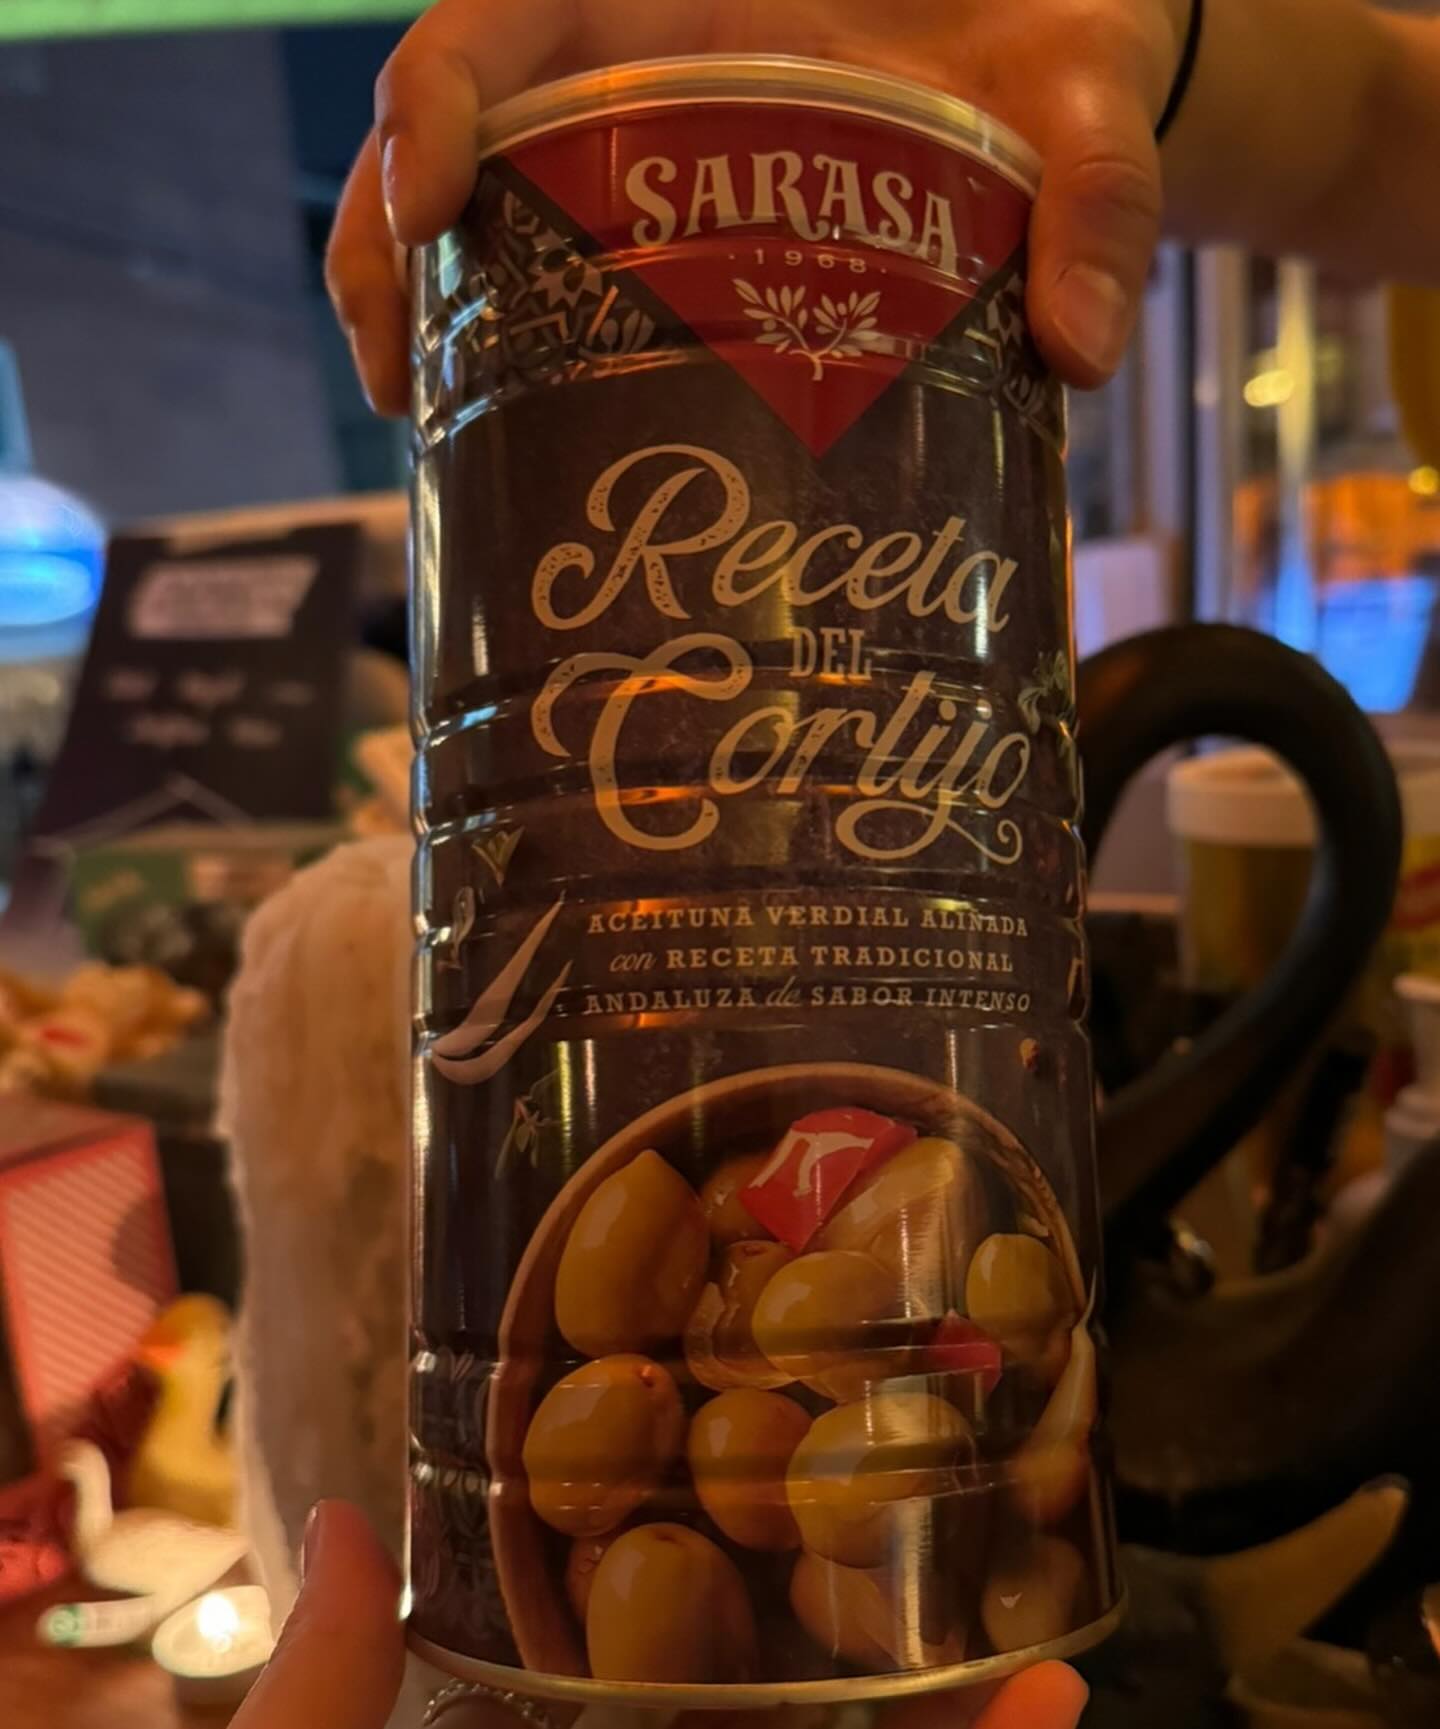 SARASA
·1968·
Receta
DEL
Cortijo
ACEITUNA VERDIAL ALIÑADA
con RECETA TRADICIONAL
ANDALUZA de SABOR INTENSO